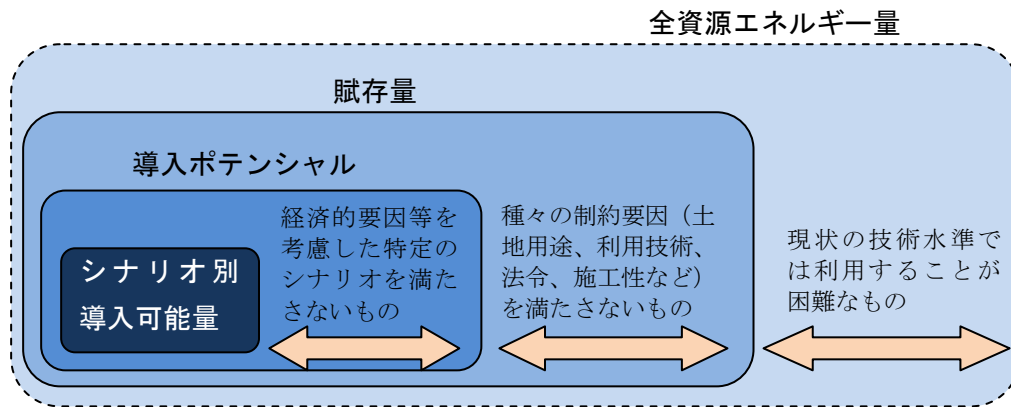 全資源エネルギー量
賦存量
導入ポテンシャル
シナリオ別
導入可能量
経済的要因等を
考慮した特定の
シナリオを満た
さないもの
種々の制約要因（土
地用途、利用技術、
法令、施工性など）
を満たさないもの
現状の技術水準で
は利用することが
困難なもの